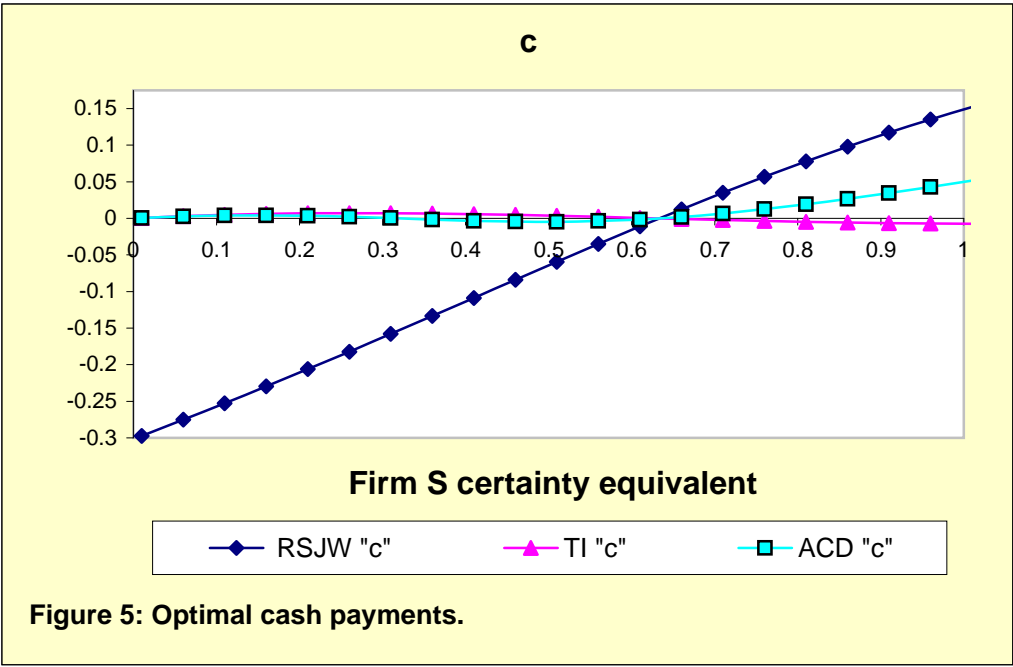 c
0.15
0.1
0.05
0
-0.05
-0.1
-0.15
-0.2
-0.25
-0.3
0 0.1 0.2 0.3 0.4 0.5 0.6 0.7 0.8 0.9 1
Firm S certainty equivalent
RSJW "c" TI "c" ACD "c"
Figure 5: Optimal cash payments.